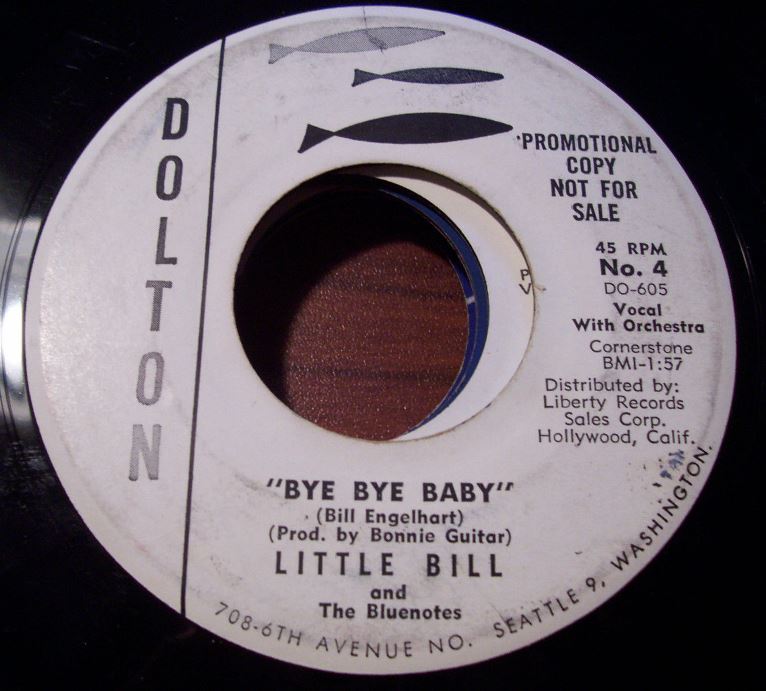 DOLTON
PROMOTIONAL
COPY
NOT FOR
SALE
45 RPM
No. 4
DO-605
Vocal
With Orchestra
Cornerstone
BMI-1:57
Distributed by:
Liberty Records
Sales Corp.
Hollywood, Calif.
P
V
"BYE BYE BABY"
(Bill Engelhart)
(Prod. by Bonnie Guitar)
LITTLE BILL
and
The Bluenotes
708-6TH AVENUE NO. SEATTLE 9, WASHINGTON.